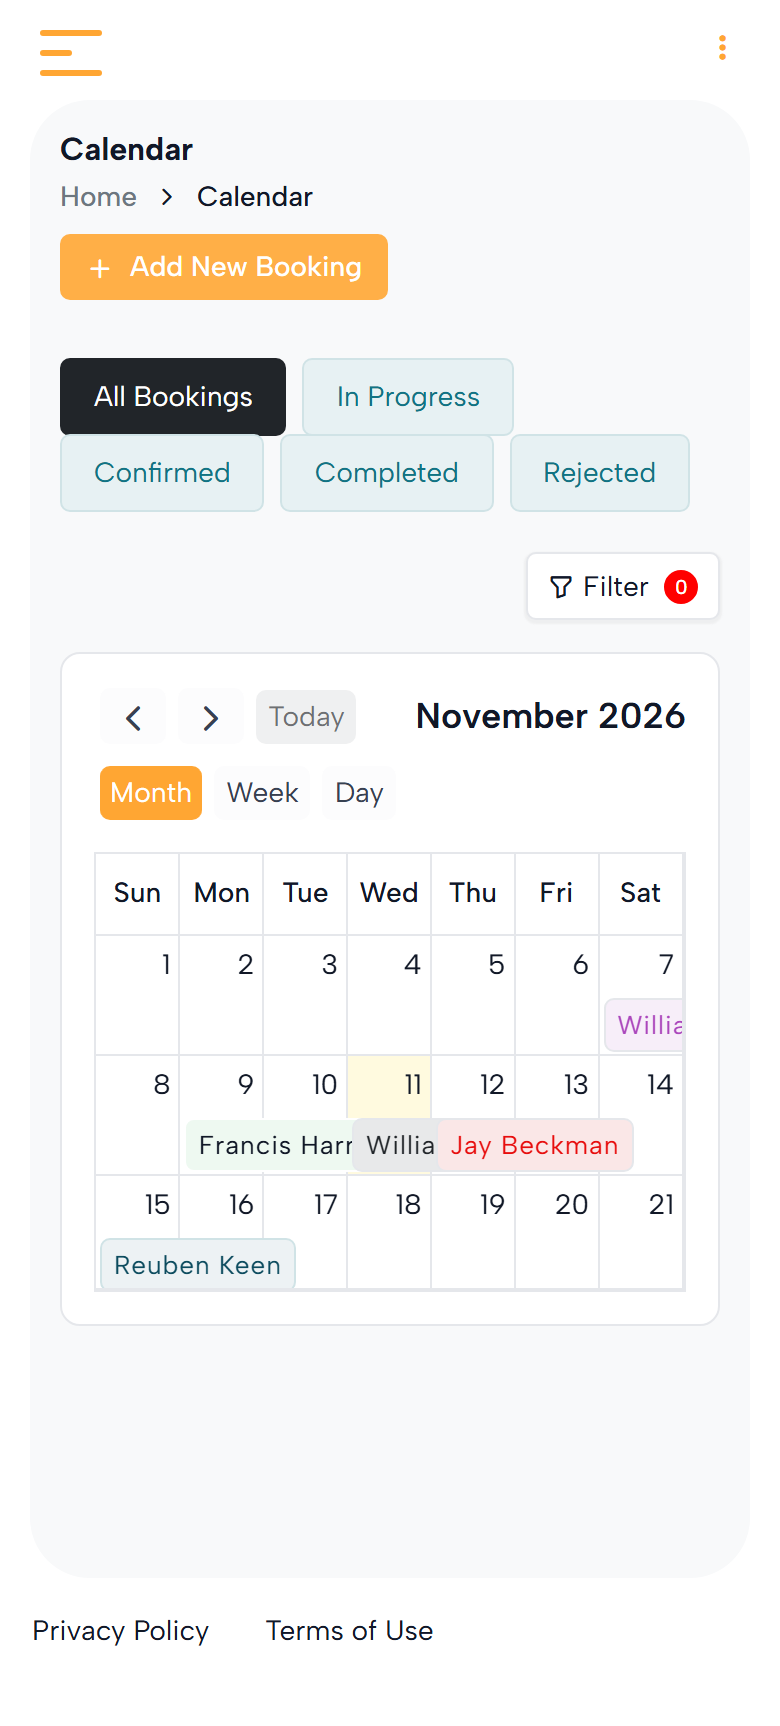 Calendar
Home > Calendar
+ Add New Booking
All Bookings In Progress
Confirmed Completed Rejected
Filter 0
Today November 2026
Month Week Day
Sun Mon Tue Wed Thu Fri Sat
1 2 3 4 5 6 7
Willia
8 9 10 11 12 13 14
Francis Harr Willia Jay Beckman
15 16 17 18 19 20 21
Reuben Keen
Privacy Policy Terms of Use